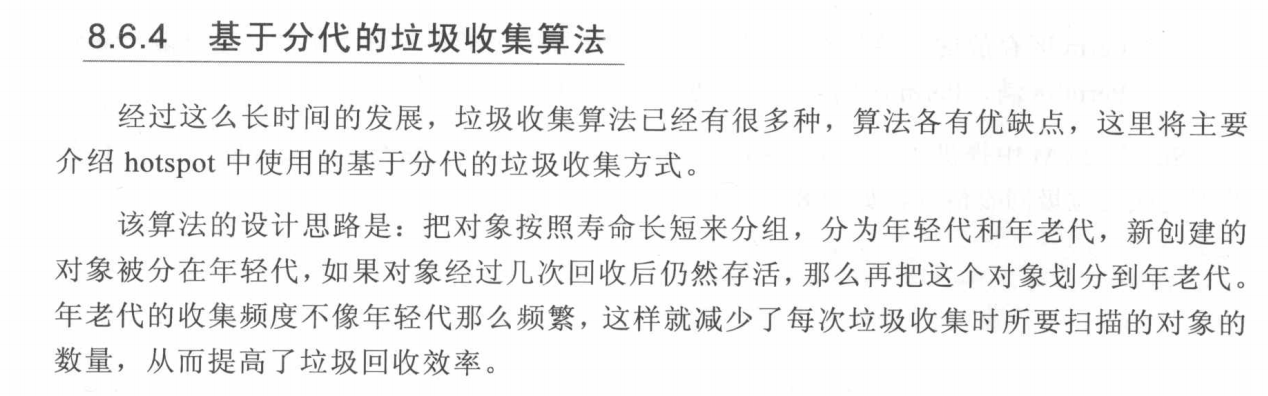 8.6.4 基于分代的垃圾收集算法
经过这么长时间的发展，垃圾收集算法已经有很多种，算法各有优缺点，这里将主要
介绍 hotspot 中使用的基于分代的垃圾收集方式。
该算法的设计思路是：把对象按照寿命长短来分组，分为年轻代和年老代，新创建的
对象被分在年轻代，如果对象经过几次回收后仍然存活，那么再把这个对象划分到年老代。
年老代的收集频度不像年轻代那么频繁，这样就减少了每次垃圾收集时所要扫描的对象的
数量，从而提高了垃圾回收效率。